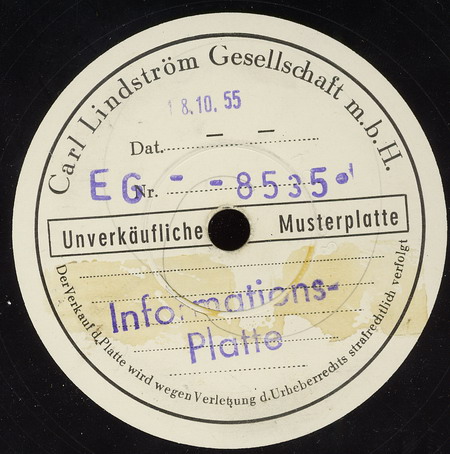 Carl Lindström Gesellschaft m.b.H.
8.10.55
Dat.
EG Nr. - - 8535
Unverkäufliche Musterplatte
Informations-
Platte
Der Verkauf d. Platte wird wegen Verletzung d. Urheberrechts strafrechtlich verfolgt